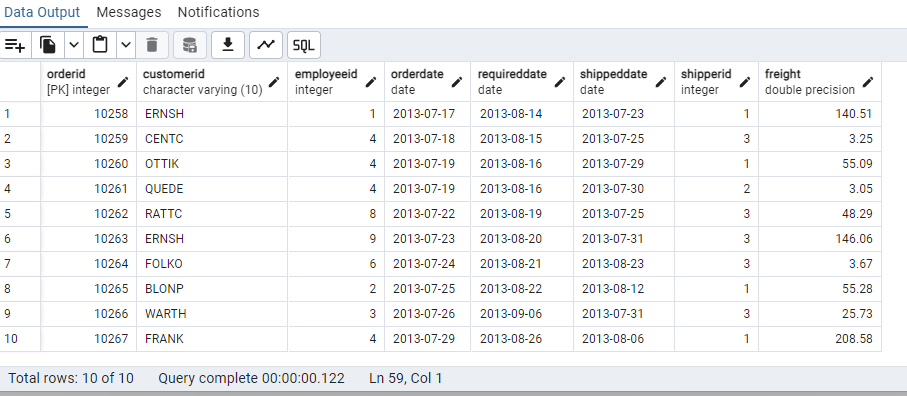 Data Output Messages Notifications
SQL
orderid customerid employeeid orderdate requireddate shippeddate shipperid freight
[PK] integer character varying (10) integer date date date integer double precision
1 10258 ERNSH 1 2013-07-17 2013-08-14 2013-07-23 1 140.51
2 10259 CENTC 4 2013-07-18 2013-08-15 2013-07-25 3 3.25
3 10260 OTTIK 4 2013-07-19 2013-08-16 2013-07-29 1 55.09
4 10261 QUEDE 4 2013-07-19 2013-08-16 2013-07-30 2 3.05
5 10262 RATTC 8 2013-07-22 2013-08-19 2013-07-25 3 48.29
6 10263 ERNSH 9 2013-07-23 2013-08-20 2013-07-31 3 146.06
7 10264 FOLKO 6 2013-07-24 2013-08-21 2013-08-23 3 3.67
8 10265 BLONP 2 2013-07-25 2013-08-22 2013-08-12 1 55.28
9 10266 WARTH 3 2013-07-26 2013-09-06 2013-07-31 3 25.73
10 10267 FRANK 4 2013-07-29 2013-08-26 2013-08-06 1 208.58
Total rows: 10 of 10 Query complete 00:00:00.122 Ln 59, Col 1